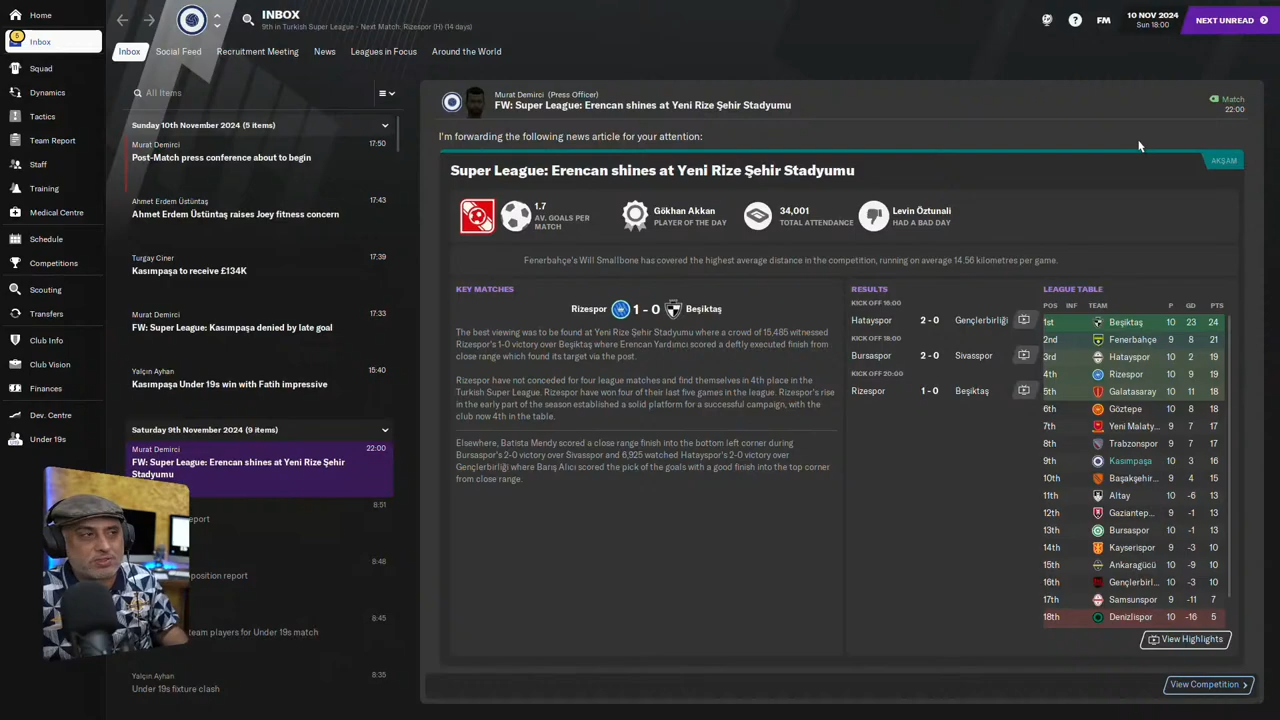 INBOX
9th in Turkish Super League - Next Match, Rizespor (H) (14 days)
FM
10 NOV 2024
Sun 18:00
NEXT UNREAD
Home
5
Inbox
Squad
Dynamics
Tactics
Team Report
Staff
Training
Medical Centre
Schedule
Competitions
Scouting
Transfers
Club Info
Club Vision
Finances
Dev. Centre
Under 19s
Inbox
Social Feed
Recruitment Meeting
News
Leagues in Focus
Around the World
All Items
Sunday 10th November 2024 (5 items)
Murat Demirci
17:50
Post-Match press conference about to begin
Ahmet Erdem Üstüntaş
17:43
Ahmet Erdem Üstüntaş raises Joey fitness concern
Turgay Ciner
17:39
Kasımpaşa to receive £134K
Murat Demirci
17:33
FW: Super League: Kasımpaşa denied by late goal
Yalçin Ayhan
15:40
Kasımpaşa Under 19s win with Fatih impressive
Saturday 9th November 2024 (9 items)
Murat Demirci
22:00
FW: Super League: Erencan shines at Yeni Rize Şehir
Stadyumu
8:51
report
8:48
position report
8:45
team players for Under 19s match
Yalçin Ayhan
8:35
Under 19s fixture clash
Murat Demirci (Press Officer)
FW: Super League: Erencan shines at Yeni Rize Şehir Stadyumu
Match
22:00
I'm forwarding the following news article for your attention:
AKŞAM
Super League: Erencan shines at Yeni Rize Şehir Stadyumu
1.7
AV. GOALS PER
MATCH
Gökhan Akkan
PLAYER OF THE DAY
34,001
TOTAL ATTENDANCE
Levin Öztunali
HAD A BAD DAY
Fenerbahçe's Will Smallbone has covered the highest average distance in the competition, running on average 14.56 kilometres per game.
KEY MATCHES
Rizespor 1 - 0 Beşiktaş
The best viewing was to be found at Yeni Rize Şehir Stadyumu where a crowd of 15,485 witnessed
Rizespor's 1-0 victory over Beşiktaş where Erencan Yardımcı scored a deftly executed finish from
close range which found its target via the post.
Rizespor have not conceded for four league matches and find themselves in 4th place in the
Turkish Super League. Rizespor have won four of their last five games in the league. Rizespor's rise
in the early part of the season established a solid platform for a successful campaign, with the
club now 4th in the table.
Elsewhere, Batista Mendy scored a close range finish into the bottom left corner during
Bursaspor's 2-0 victory over Sivasspor and 6,925 watched Hatayspor's 2-0 victory over
Gençlerbirliği where Barış Alıcı scored the pick of the goals with a good finish into the top corner
from close range.
RESULTS
KICK OFF 16:00
Hatayspor 2 - 0 Gençlerbirliği
KICK OFF 18:00
Bursaspor 2 - 0 Sivasspor
KICK OFF 20:00
Rizespor 1 - 0 Beşiktaş
LEAGUE TABLE
POS INF TEAM P GD PTS
1st Beşiktaş 10 23 24
2nd Fenerbahçe 9 8 21
3rd Hatayspor 10 2 19
4th Rizespor 10 9 19
5th Galatasaray 10 11 18
6th Göztepe 10 8 18
7th Yeni Malaty... 9 7 17
8th Trabzonspor 9 7 17
9th Kasımpaşa 10 3 16
10th Başakşehir... 9 4 15
11th Altay 10 -6 13
12th Gaziantep... 9 -1 13
13th Bursaspor 10 -1 13
14th Kayserispor 9 -3 10
15th Ankaragücü 10 -9 10
16th Gençlerbirl... 10 -3 10
17th Samsunspor 9 -11 7
18th Denizlispor 10 -16 5
View Highlights
View Competition